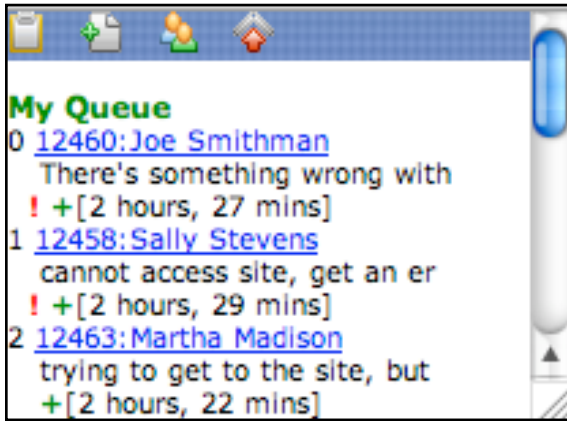 My Queue
0 12460:Joe Smithman
There's something wrong with
! +[2 hours, 27 mins]
1 12458:Sally Stevens
cannot access site, get an er
! +[2 hours, 29 mins]
2 12463:Martha Madison
trying to get to the site, but
+[2 hours, 22 mins]